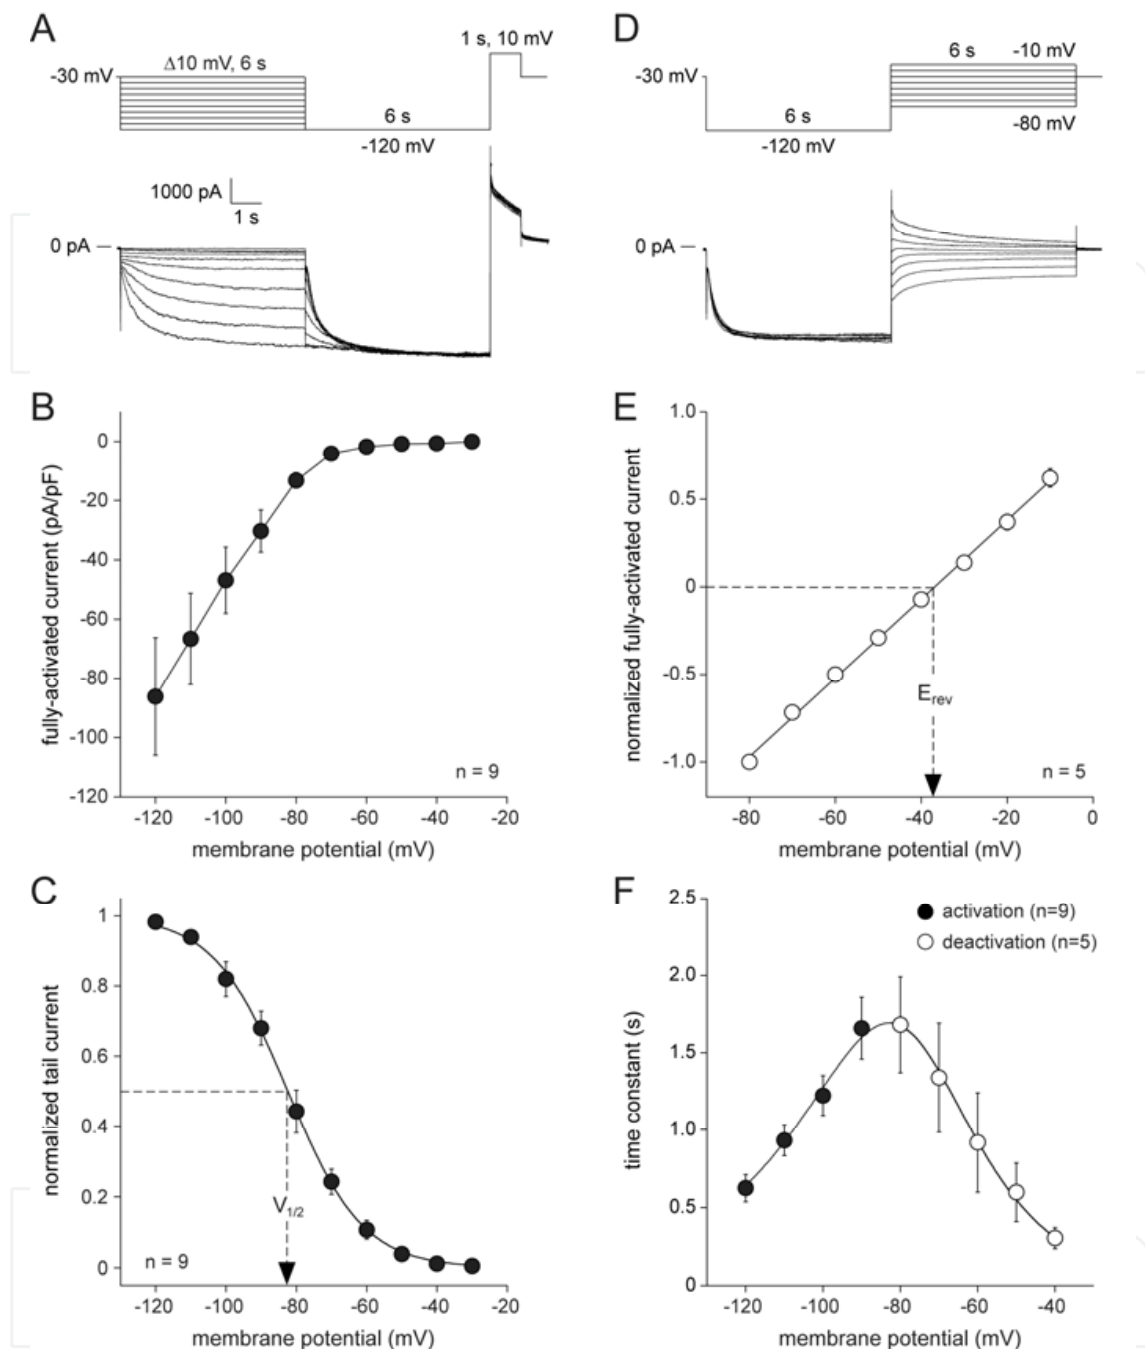 A
Δ10 mV, 6 s
1 s, 10 mV
-30 mV
6 s
-120 mV
1000 pA
1 s
0 pA
D
6 s
-10 mV
-30 mV
6 s
-120 mV
-80 mV
0 pA
B
0
-20
-40
-60
-80
-100
-120
fully-activated current (pA/pF)
n = 9
-120 -100 -80 -60 -40 -20
membrane potential (mV)
E
1.0
0.5
0
-0.5
-1.0
normalized fully-activated current
Erev
n = 5
-80 -60 -40 -20 0
membrane potential (mV)
C
1
0.8
0.6
0.4
0.2
0
normalized tail current
V1/2
n = 9
-120 -100 -80 -60 -40 -20
membrane potential (mV)
F
2.5
2.0
1.5
1.0
0.5
0
time constant (s)
activation (n=9)
deactivation (n=5)
-120 -100 -80 -60 -40
membrane potential (mV)